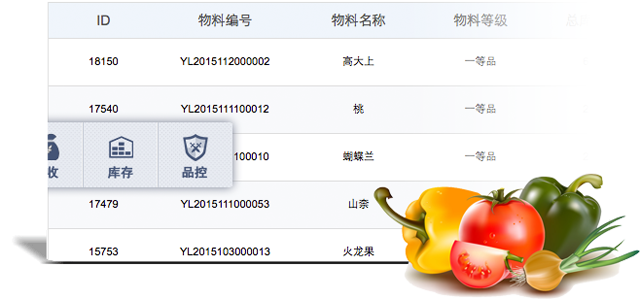 ID 物料编号 物料名称 物料等级
18150 YL2015112000002 高大上 一等品
17540 YL2015111100012 桃 一等品
100010 蝴蝶兰 一等品
收 库存 品控
17479 YL2015111000053 山奈
15753 YL2015103000013 火龙果